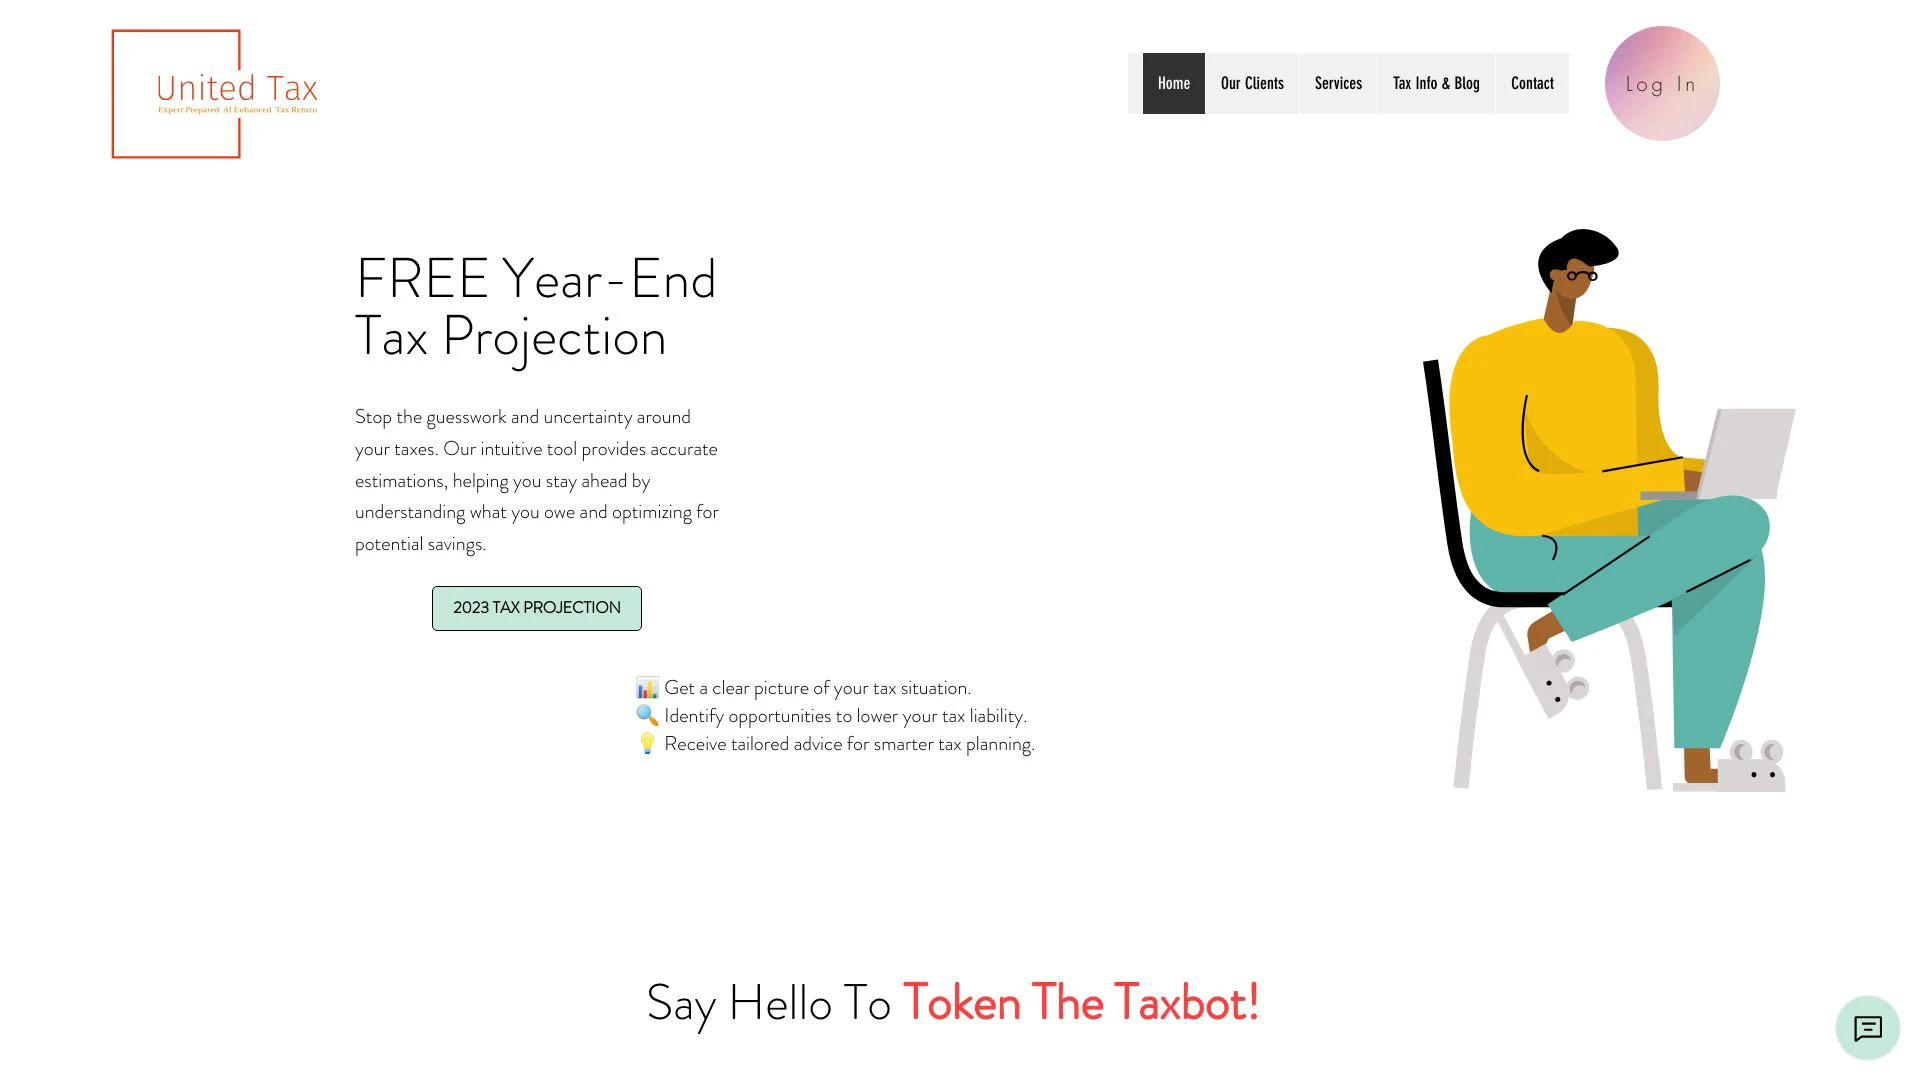 United Tax
Expert Prepared AI Enhanced Tax Return
Home
Our Clients
Services
Tax Info & Blog
Contact
Log In
FREE Year-End
Tax Projection
Stop the guesswork and uncertainty around
your taxes. Our intuitive tool provides accurate
estimations, helping you stay ahead by
understanding what you owe and optimizing for
potential savings.
2023 TAX PROJECTION
📊 Get a clear picture of your tax situation.
🔍 Identify opportunities to lower your tax liability.
💡 Receive tailored advice for smarter tax planning.
Say Hello To Token The Taxbot!